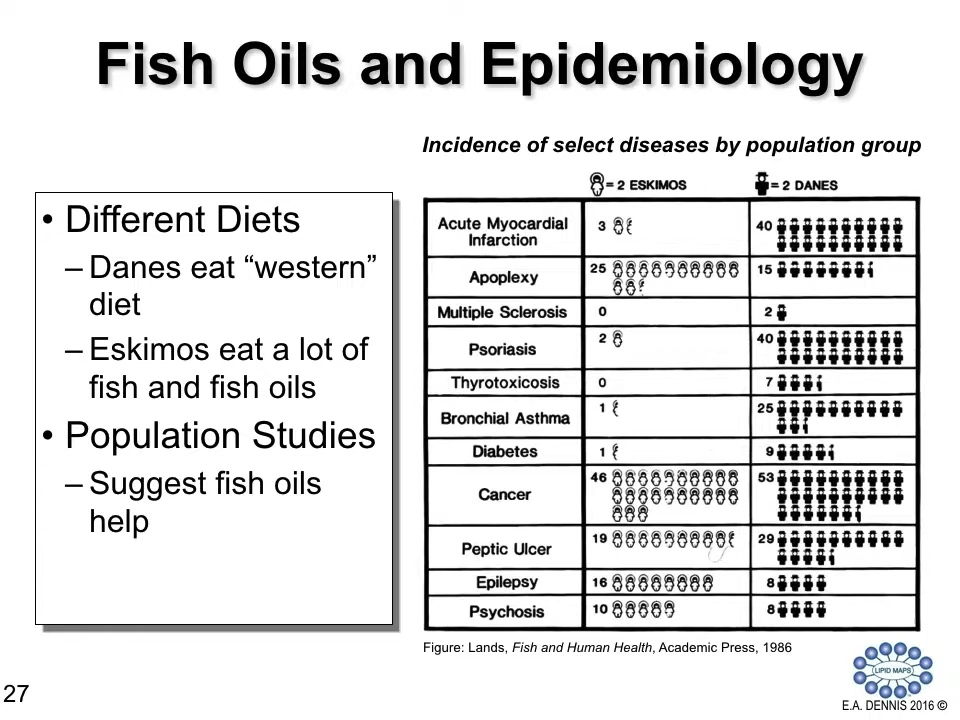 Fish Oils and Epidemiology
Incidence of select diseases by population group
• Different Diets
– Danes eat “western”
diet
– Eskimos eat a lot of
fish and fish oils
• Population Studies
– Suggest fish oils
help
= 2 ESKIMOS = 2 DANES
Acute Myocardial
Infarction 3 40
Apoplexy 25 15
Multiple Sclerosis 0 2
Psoriasis 2 40
Thyrotoxicosis 0 7
Bronchial Asthma 1 25
Diabetes 1 9
Cancer 46 53
Peptic Ulcer 19 29
Epilepsy 16 8
Psychosis 10 8
Figure: Lands, Fish and Human Health, Academic Press, 1986
LIPID MAPS
E.A. DENNIS 2016 ©
27